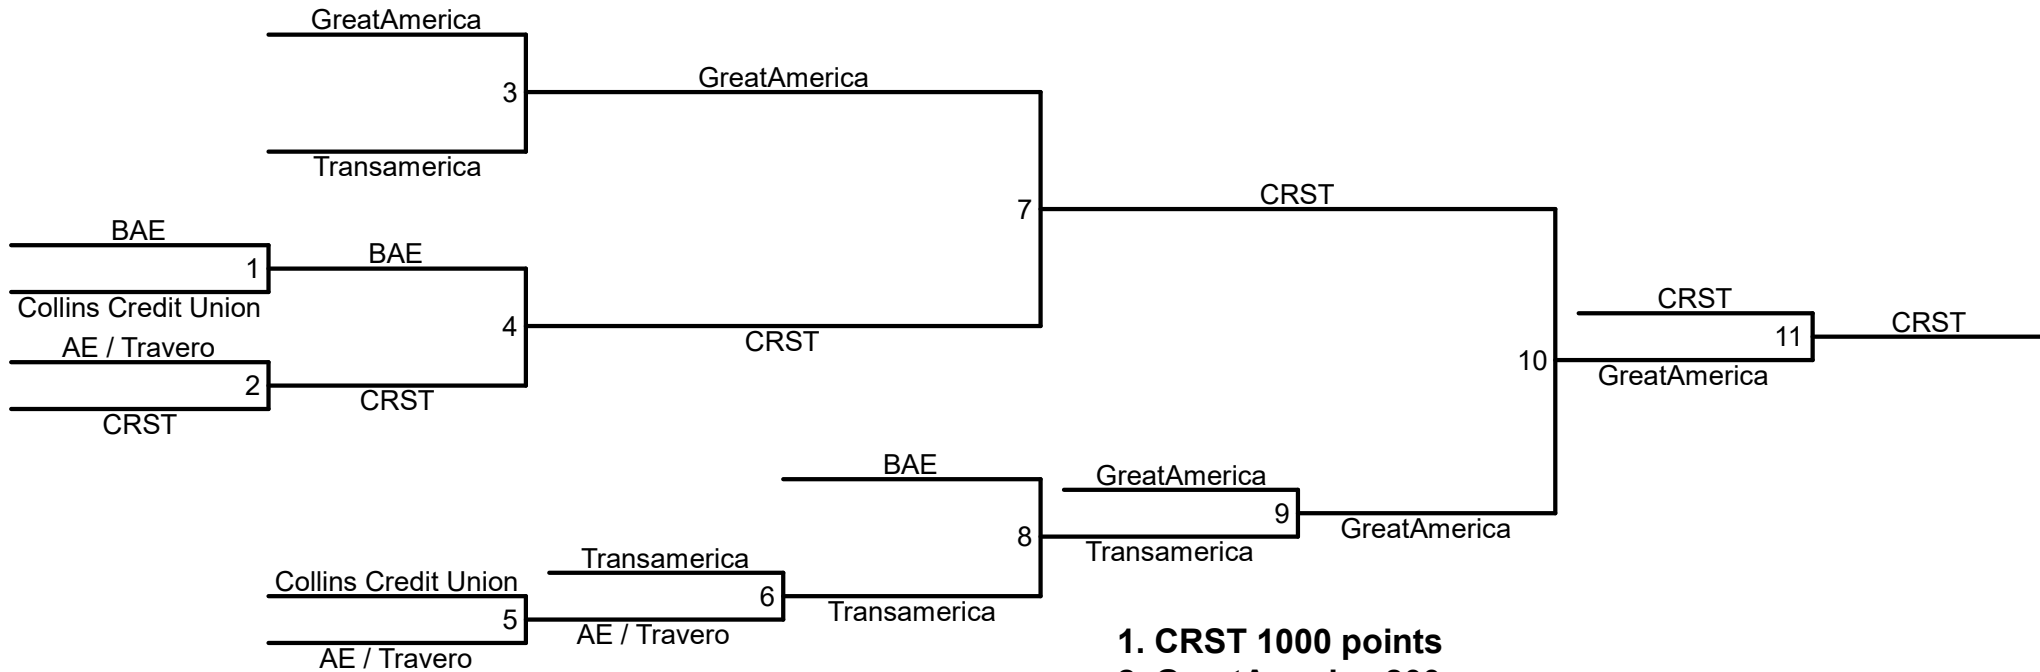 GreatAmerica
3
GreatAmerica
Transamerica
BAE
1
BAE
Collins Credit Union
4
AE / Travero
2
CRST
CRST
CRST
7
CRST
CRST
11
CRST
10
GreatAmerica
BAE
GreatAmerica
9
GreatAmerica
8
Transamerica
Transamerica
6
Transamerica
Collins Credit Union
5
AE / Travero
AE / Travero
1. CRST 1000 points